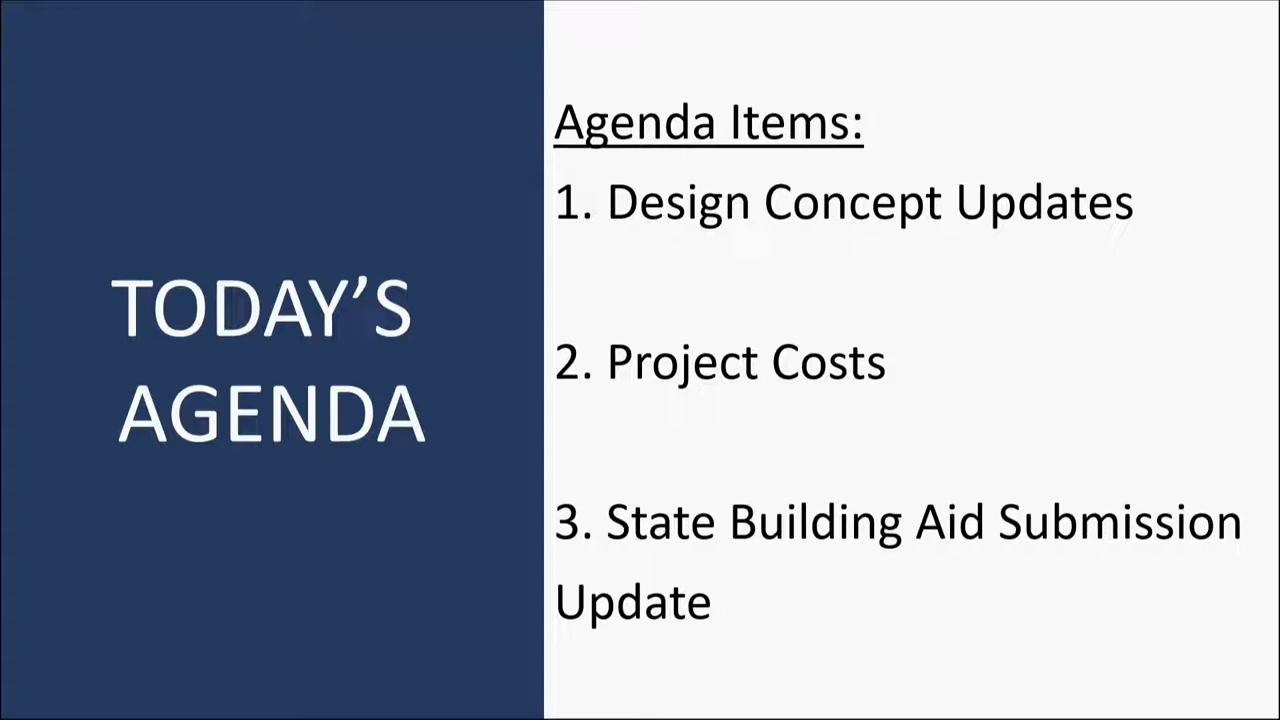 TODAY’S
AGENDA
Agenda Items:
1. Design Concept Updates
2. Project Costs
3. State Building Aid Submission
Update